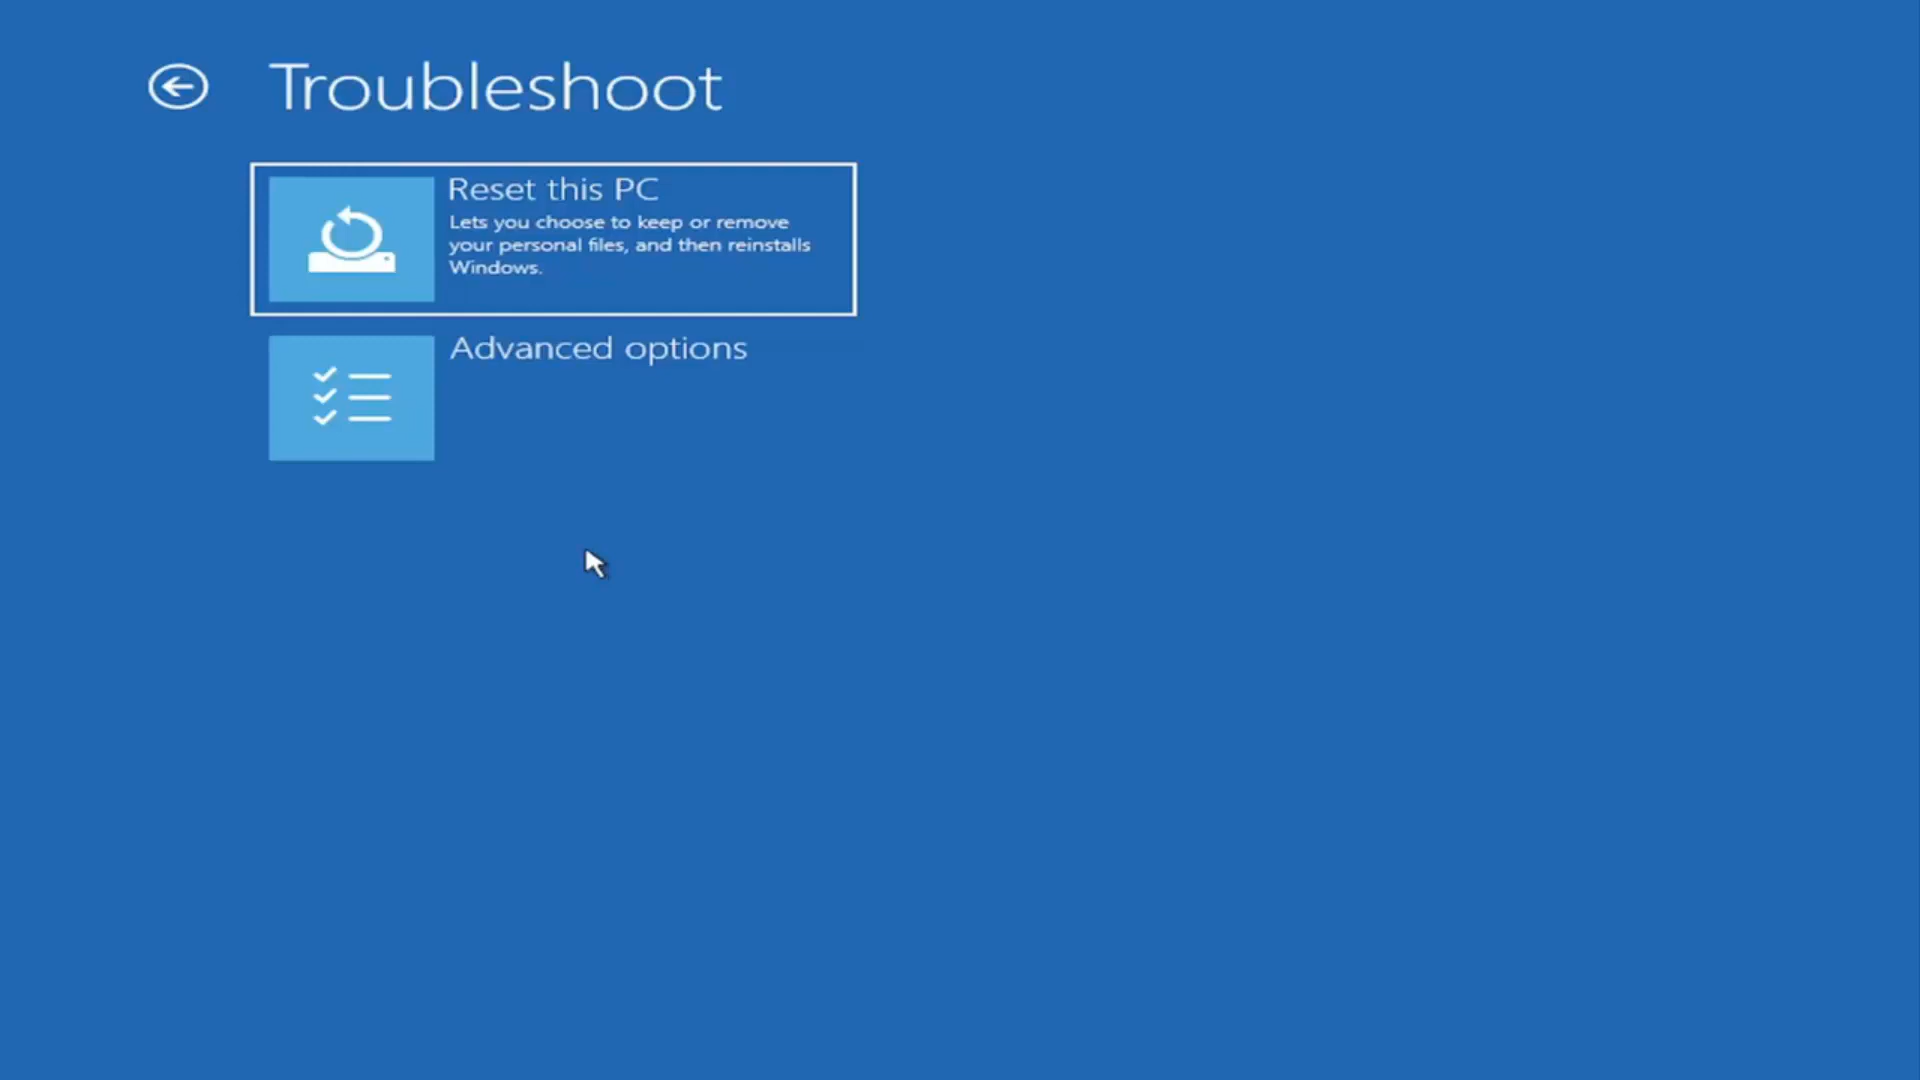 Troubleshoot
Reset this PC
Lets you choose to keep or remove
your personal files, and then reinstalls
Windows.
Advanced options